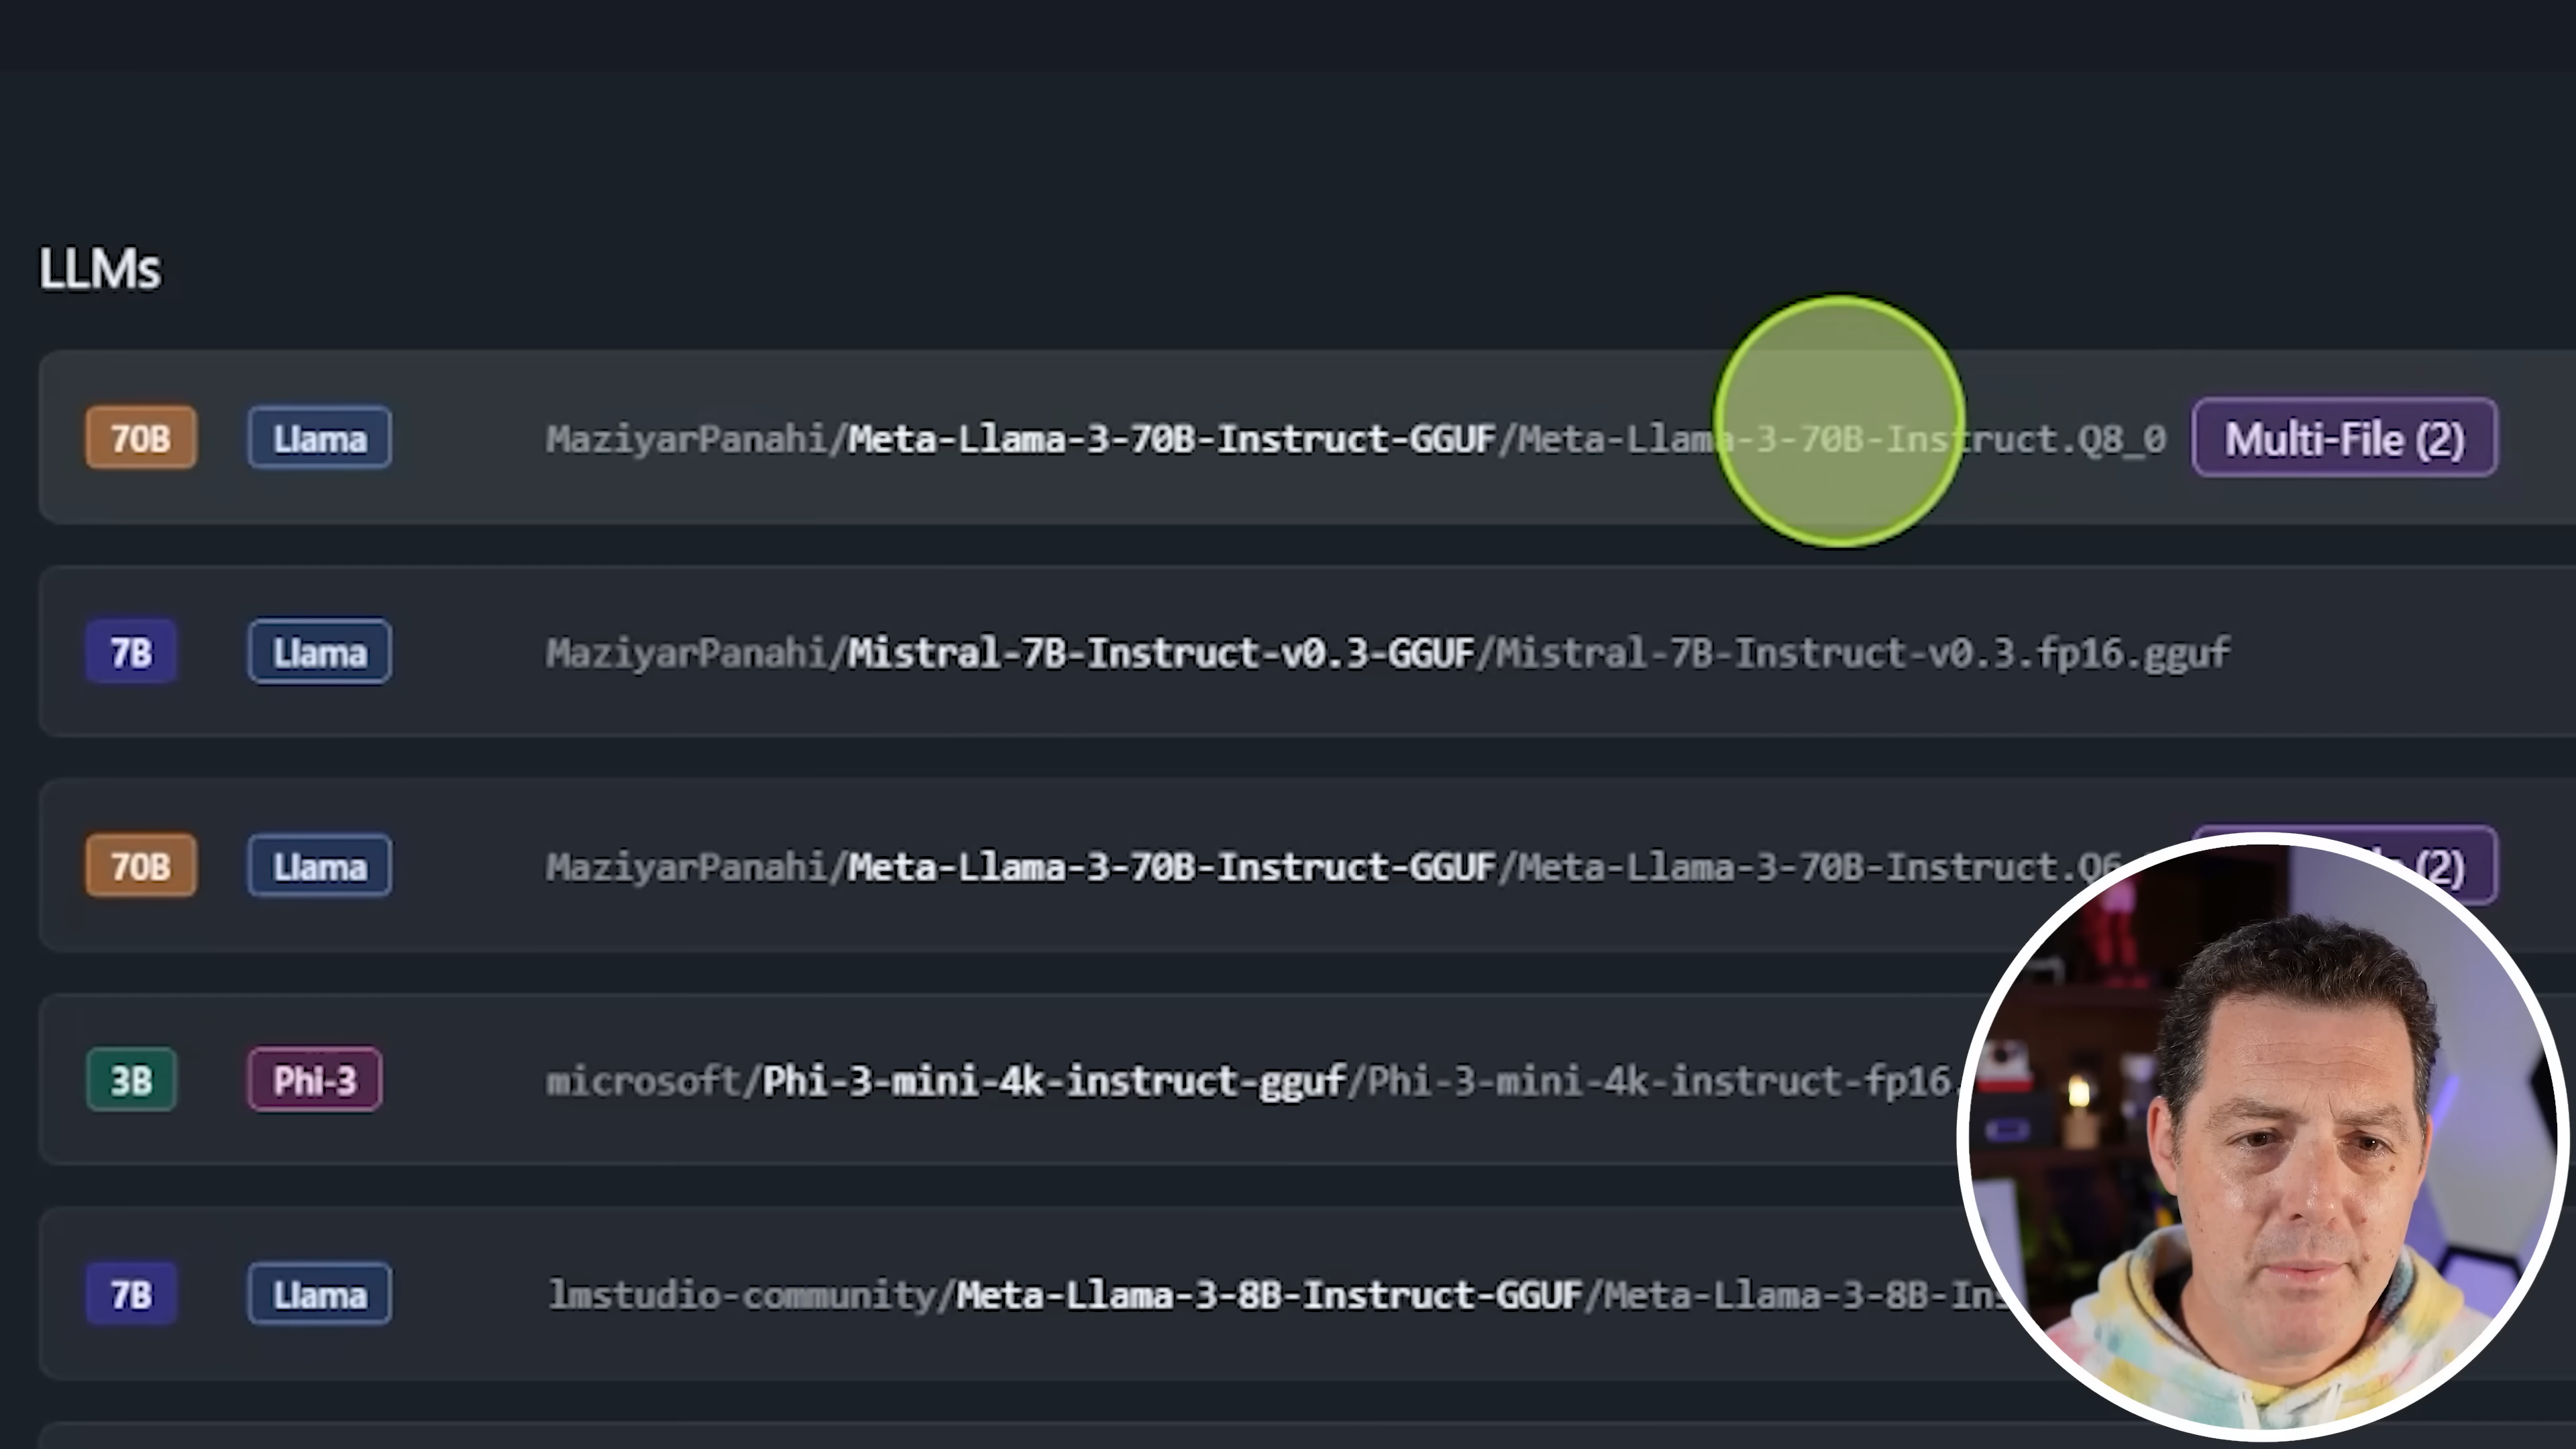 LLMs
70B Llama MaziyarPanahi/Meta-Llama-3-70B-Instruct-GGUF/Meta-Llama-3-70B-Instruct.Q8_0 Multi-File (2)
7B Llama MaziyarPanahi/Mistral-7B-Instruct-v0.3-GGUF/Mistral-7B-Instruct-v0.3.fp16.gguf
70B Llama MaziyarPanahi/Meta-Llama-3-70B-Instruct-GGUF/Meta-Llama-3-70B-Instruct.Q6 (2)
3B Phi-3 microsoft/Phi-3-mini-4k-instruct-gguf/Phi-3-mini-4k-instruct-fp16.
7B Llama lmstudio-community/Meta-Llama-3-8B-Instruct-GGUF/Meta-Llama-3-8B-Ins